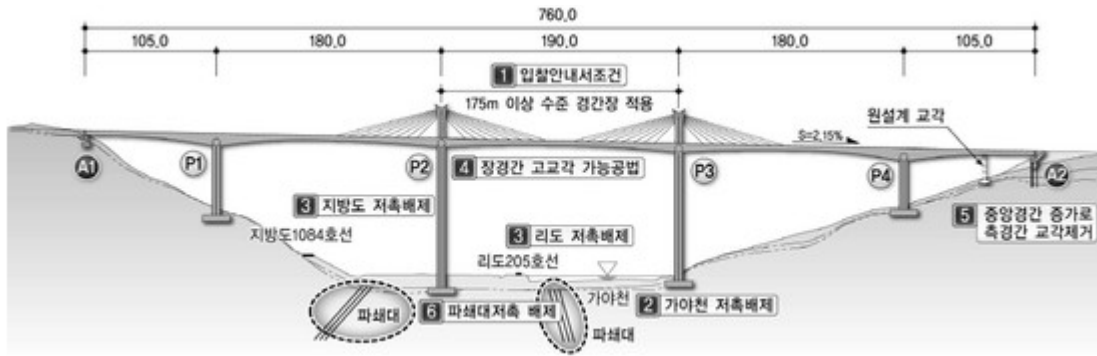 760.0
105.0 180.0 190.0 180.0 105.0
1 입찰안내서조건
175m 이상 수준 경간장 적용
원설계 교각
S=2.15%
A1 P1 P2 P3 P4 A2
4 장경간 고교각 가능공법
3 지방도 저촉배제
지방도1084호선
3 리도 저촉배제
리도205호선
5 중앙경간 증가로
측경간 교각제거
가야천
2 가야천 저촉배제
6 파쇄대저촉 배제
파쇄대
파쇄대